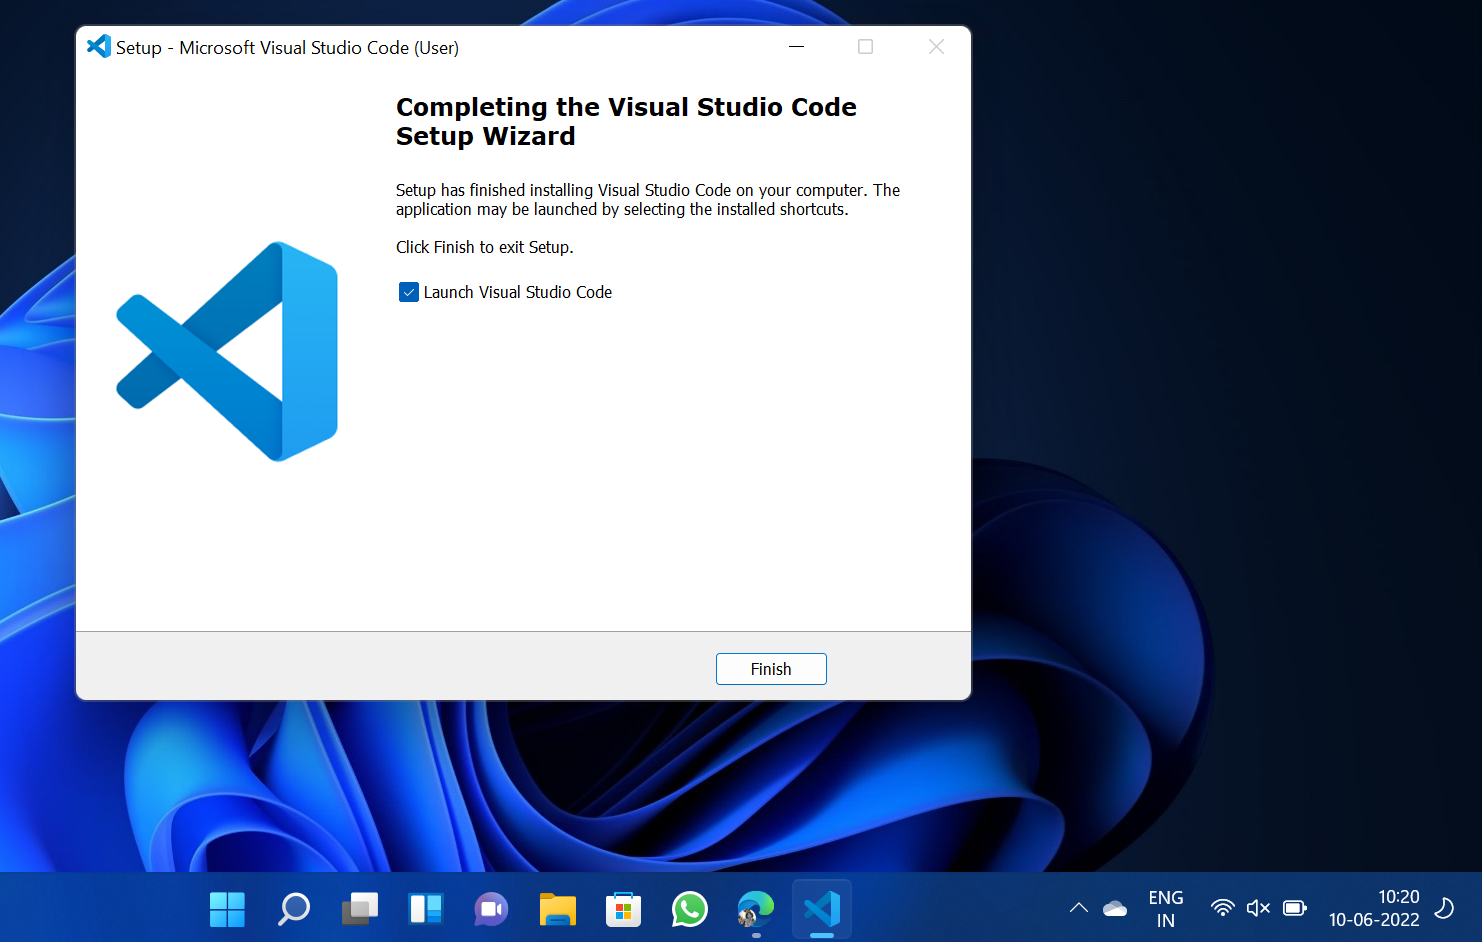 Setup - Microsoft Visual Studio Code (User)
Completing the Visual Studio Code
Setup Wizard
Setup has finished installing Visual Studio Code on your computer. The
application may be launched by selecting the installed shortcuts.
Click Finish to exit Setup.
Launch Visual Studio Code
Finish
ENG
IN
10:20
10-06-2022